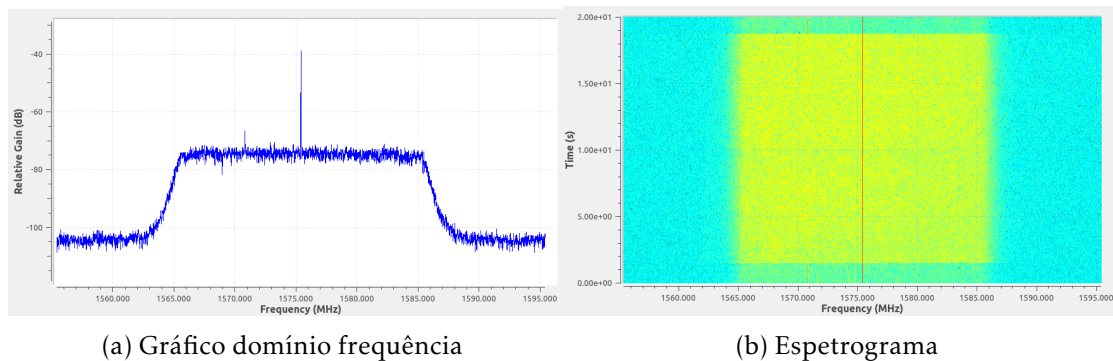 -40
-60
-80
-100
Relative Gain (dB)
1560.000 1565.000 1570.000 1575.000 1580.000 1585.000 1590.000 1595.000
Frequency (MHz)
(a) Gráfico domínio frequência
2.00e+01
1.50e+01
1.00e+01
5.00e+00
0.00e+00
Time (s)
1560.000 1565.000 1570.000 1575.000 1580.000 1585.000 1590.000 1595.000
Frequency (MHz)
(b) Espetrograma